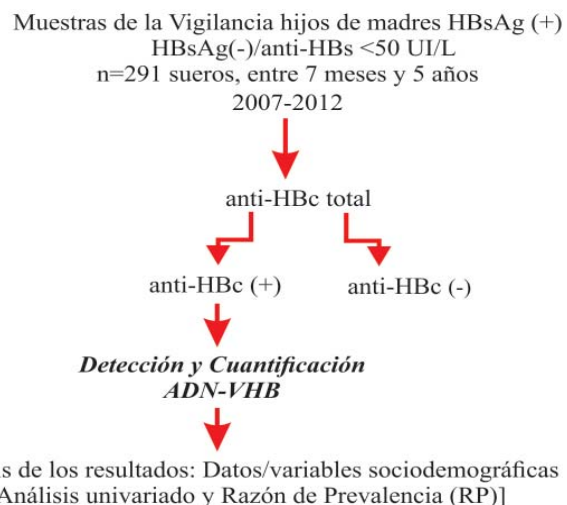 Muestras de la Vigilancia hijos de madres HBsAg (+)
HBsAg(-)/anti-HBs <50 UI/L
n=291 sueros, entre 7 meses y 5 años
2007-2012
anti-HBc total
anti-HBc (+)
anti-HBc (-)
Detección y Cuantificación
ADN-VHB
de los resultados: Datos/variables sociodemográficas
Análisis univariado y Razón de Prevalencia (RP)]